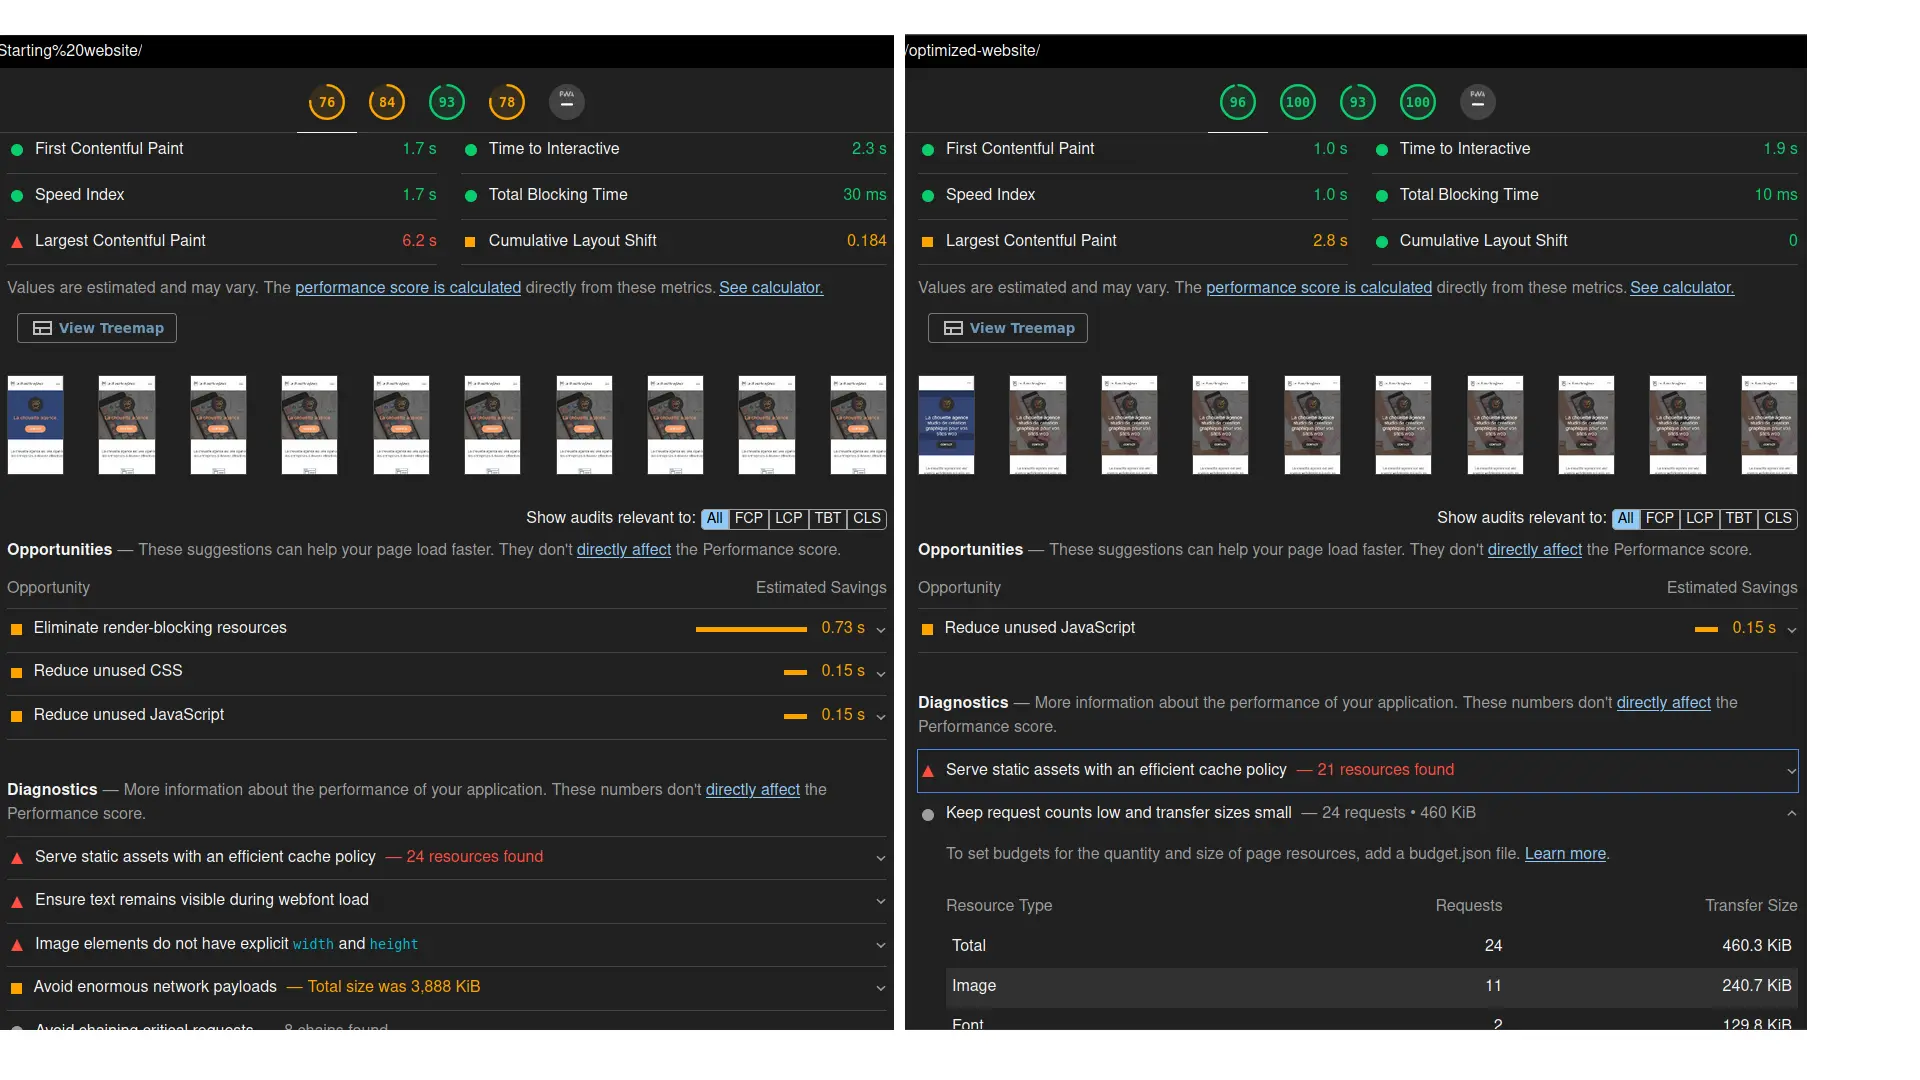 Starting%20website/
76 84 93 78 PWA
First Contentful Paint 1.7 s Time to Interactive 2.3 s
Speed Index 1.7 s Total Blocking Time 30 ms
Largest Contentful Paint 6.2 s Cumulative Layout Shift 0.184
Values are estimated and may vary. The performance score is calculated directly from these metrics. See calculator.
View Treemap
Show audits relevant to: All FCP LCP TBT CLS
Opportunities — These suggestions can help your page load faster. They don't directly affect the Performance score.
Opportunity Estimated Savings
Eliminate render-blocking resources 0.73 s
Reduce unused CSS 0.15 s
Reduce unused JavaScript 0.15 s
Diagnostics — More information about the performance of your application. These numbers don't directly affect the
Performance score.
Serve static assets with an efficient cache policy — 24 resources found
Ensure text remains visible during webfont load
Image elements do not have explicit width and height
Avoid enormous network payloads — Total size was 3,888 KiB
Avoid chaining critical requests — 8 chains found
/optimized-website/
96 100 93 100 PWA
First Contentful Paint 1.0 s Time to Interactive 1.9 s
Speed Index 1.0 s Total Blocking Time 10 ms
Largest Contentful Paint 2.8 s Cumulative Layout Shift 0
Values are estimated and may vary. The performance score is calculated directly from these metrics. See calculator.
View Treemap
La chouette agence
studio de création
graphique pour vos
sites web
Show audits relevant to: All FCP LCP TBT CLS
Opportunities — These suggestions can help your page load faster. They don't directly affect the Performance score.
Opportunity Estimated Savings
Reduce unused JavaScript 0.15 s
Diagnostics — More information about the performance of your application. These numbers don't directly affect the
Performance score.
Serve static assets with an efficient cache policy — 21 resources found
Keep request counts low and transfer sizes small — 24 requests • 460 KiB
To set budgets for the quantity and size of page resources, add a budget.json file. Learn more.
Resource Type Requests Transfer Size
Total 24 460.3 KiB
Image 11 240.7 KiB
Font 2 129.8 KiB